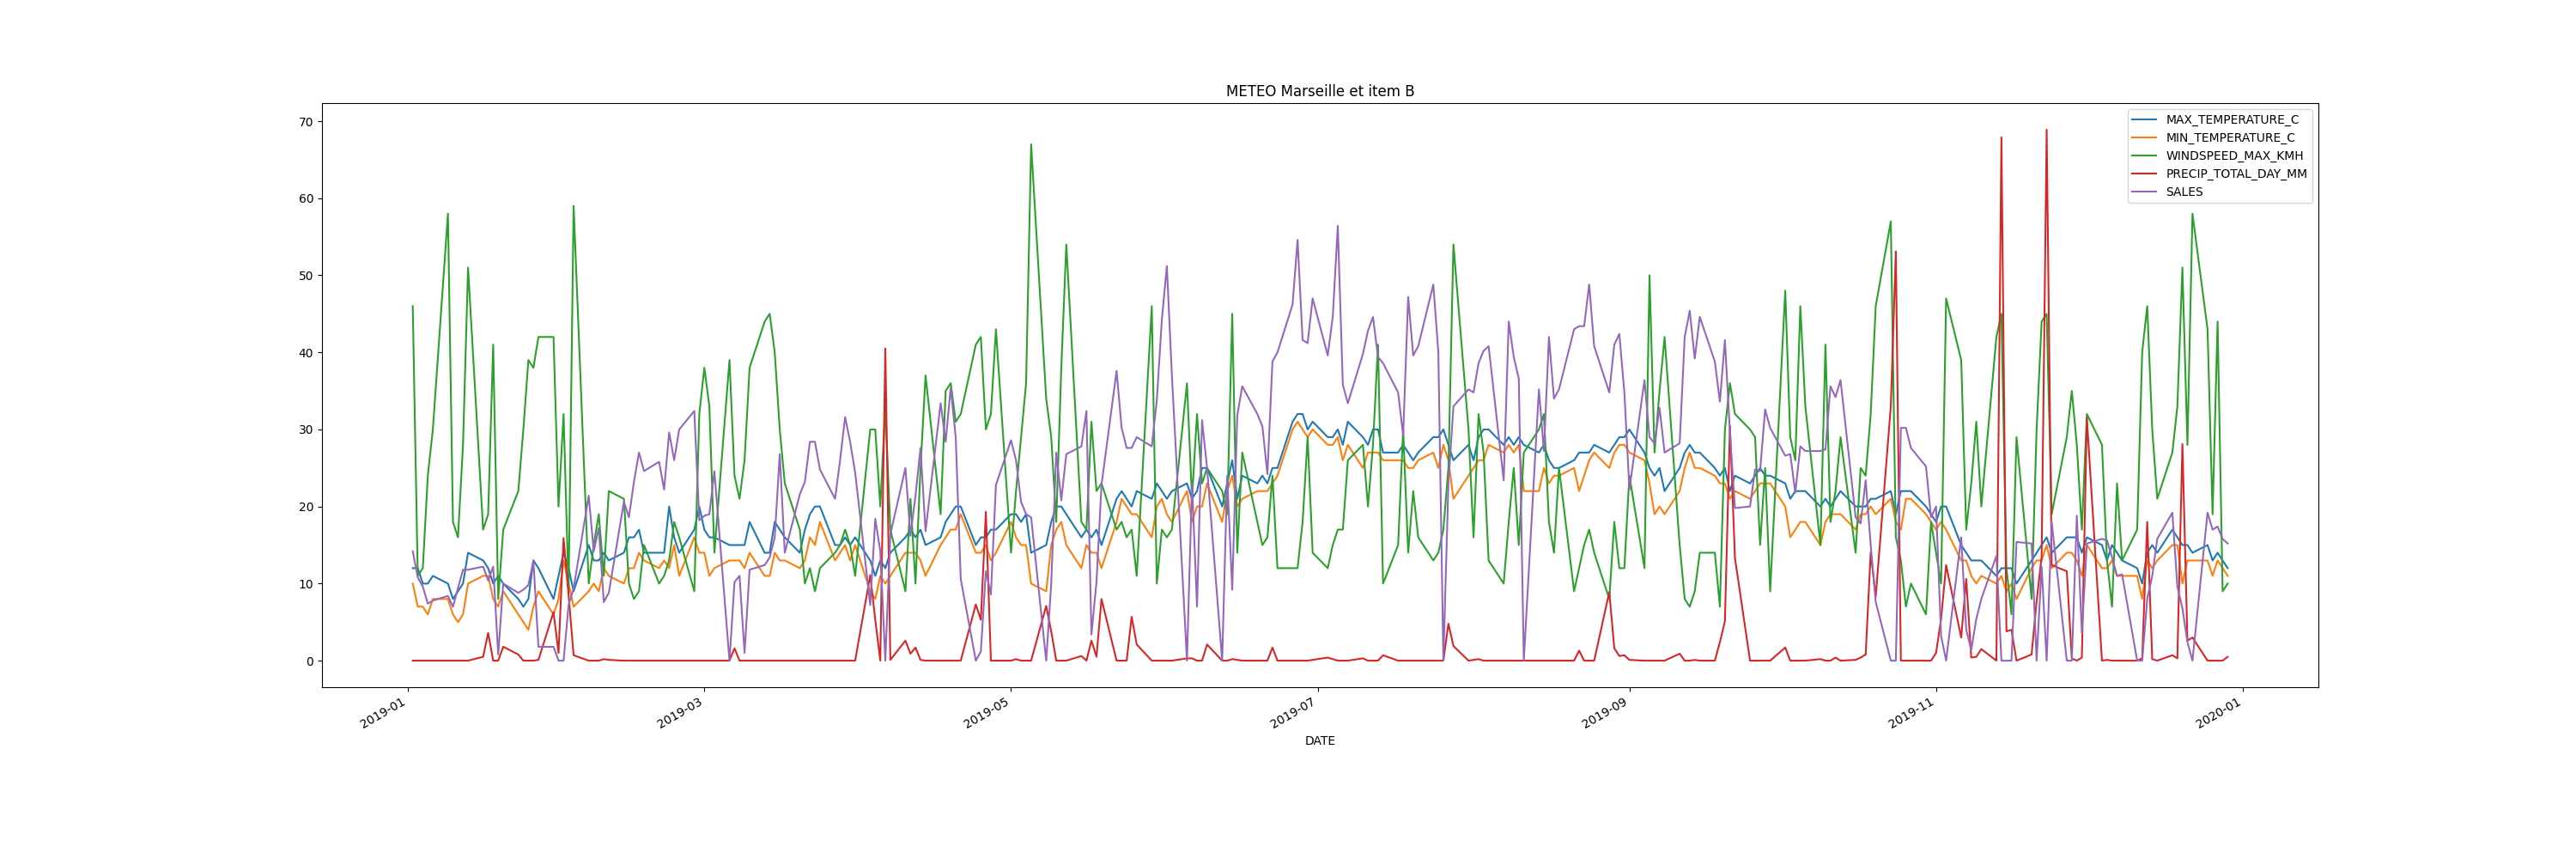 METEO Marseille et item B
70
60
50
40
30
20
10
0
MAX_TEMPERATURE_C
MIN_TEMPERATURE_C
WINDSPEED_MAX_KMH
PRECIP_TOTAL_DAY_MM
SALES
2019-01
2019-03
2019-05
2019-07
2019-09
2019-11
2020-01
DATE